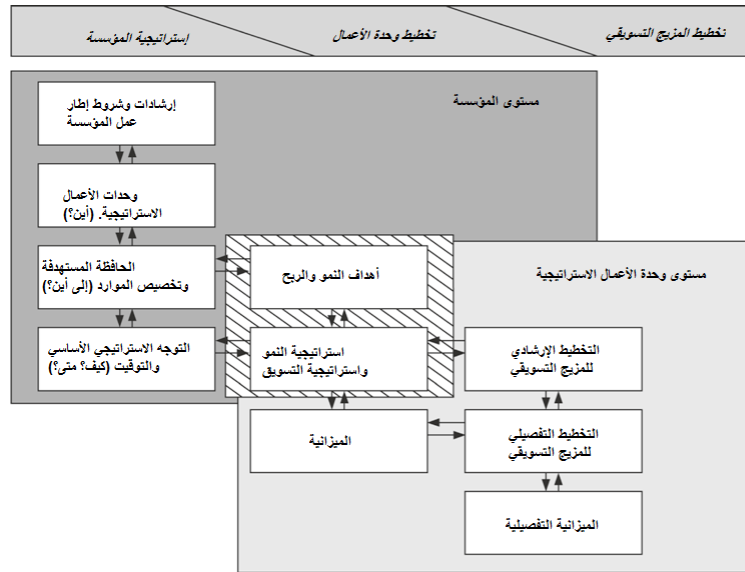 تخطيط المزيج التسويقي
تخطيط وحدة الأعمال
إستراتيجية المؤسسة
مستوى المؤسسة
إرشادات وشروط إطار
عمل المؤسسة
وحدات الأعمال
الاستراتيجية. (أين؟)
الحافظة المستهدفة
وتخصيص الموارد (إلى أين؟)
أهداف النمو والربح
مستوى وحدة الأعمال الاستراتيجية
التوجه الاستراتيجي الأساسي
والتوقيت (كيف؟ متى؟)
استراتيجية النمو
واستراتيجية التسويق
التخطيط الإرشادي
للمزيج التسويقي
الميزانية
التخطيط التفصيلي
للمزيج التسويقي
الميزانية التفصيلية